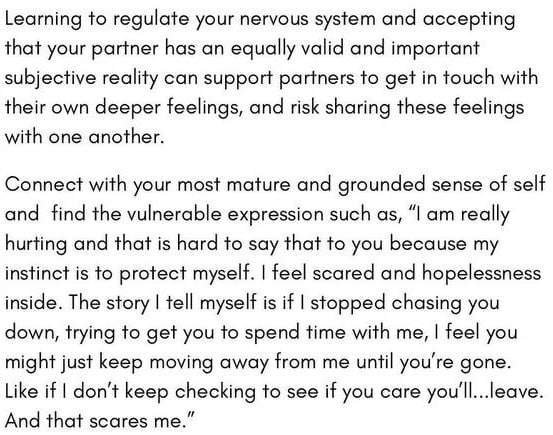 Learning to regulate your nervous system and accepting
that your partner has an equally valid and important
subjective reality can support partners to get in touch with
their own deeper feelings, and risk sharing these feelings
with one another.
Connect with your most mature and grounded sense of self
and  find the vulnerable expression such as, “I am really
hurting and that is hard to say that to you because my
instinct is to protect myself. I feel scared and hopelessness
inside. The story I tell myself is if I stopped chasing you
down, trying to get you to spend time with me, I feel you
might just keep moving away from me until you’re gone.
Like if I don’t keep checking to see if you care you’ll...leave.
And that scares me.”